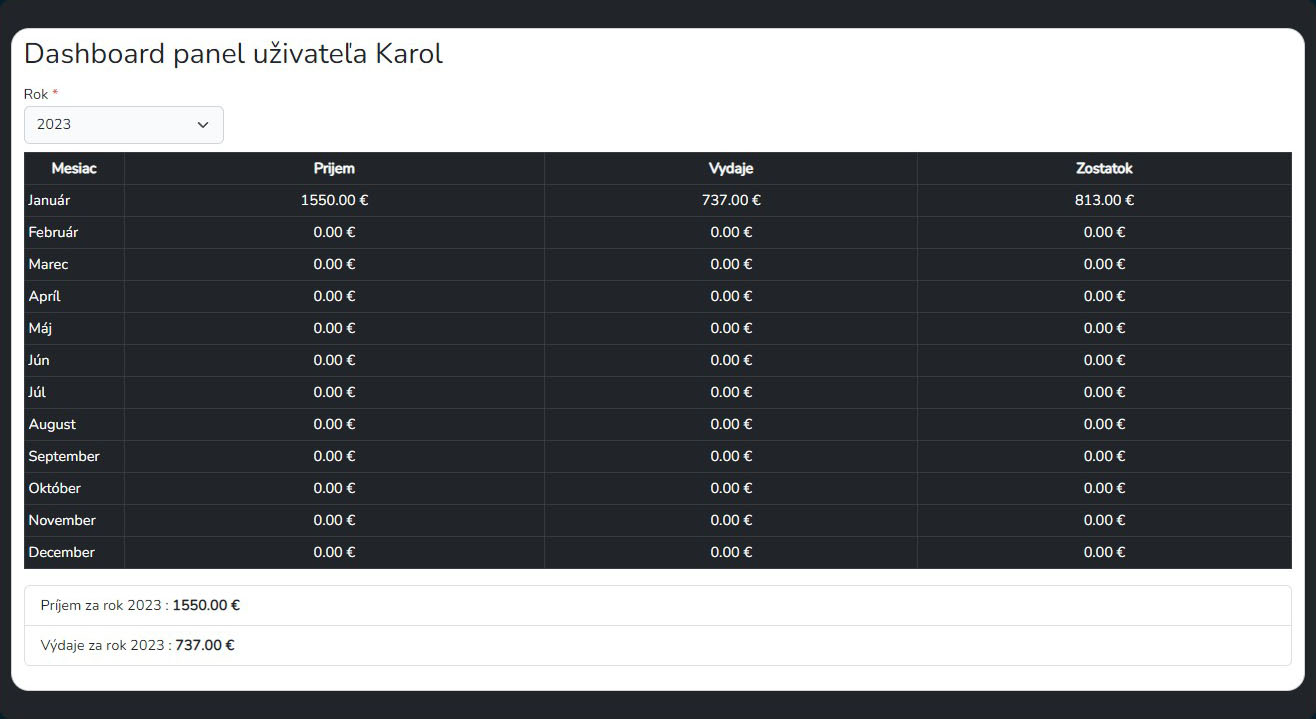 Dashboard panel uživateľa Karol
Rok *
2023
Mesiac Prijem Vydaje Zostatok
Január 1550.00 € 737.00 € 813.00 €
Február 0.00 € 0.00 € 0.00 €
Marec 0.00 € 0.00 € 0.00 €
Apríl 0.00 € 0.00 € 0.00 €
Máj 0.00 € 0.00 € 0.00 €
Jún 0.00 € 0.00 € 0.00 €
Júl 0.00 € 0.00 € 0.00 €
August 0.00 € 0.00 € 0.00 €
September 0.00 € 0.00 € 0.00 €
Október 0.00 € 0.00 € 0.00 €
November 0.00 € 0.00 € 0.00 €
December 0.00 € 0.00 € 0.00 €
Príjem za rok 2023 : 1550.00 €
Výdaje za rok 2023 : 737.00 €